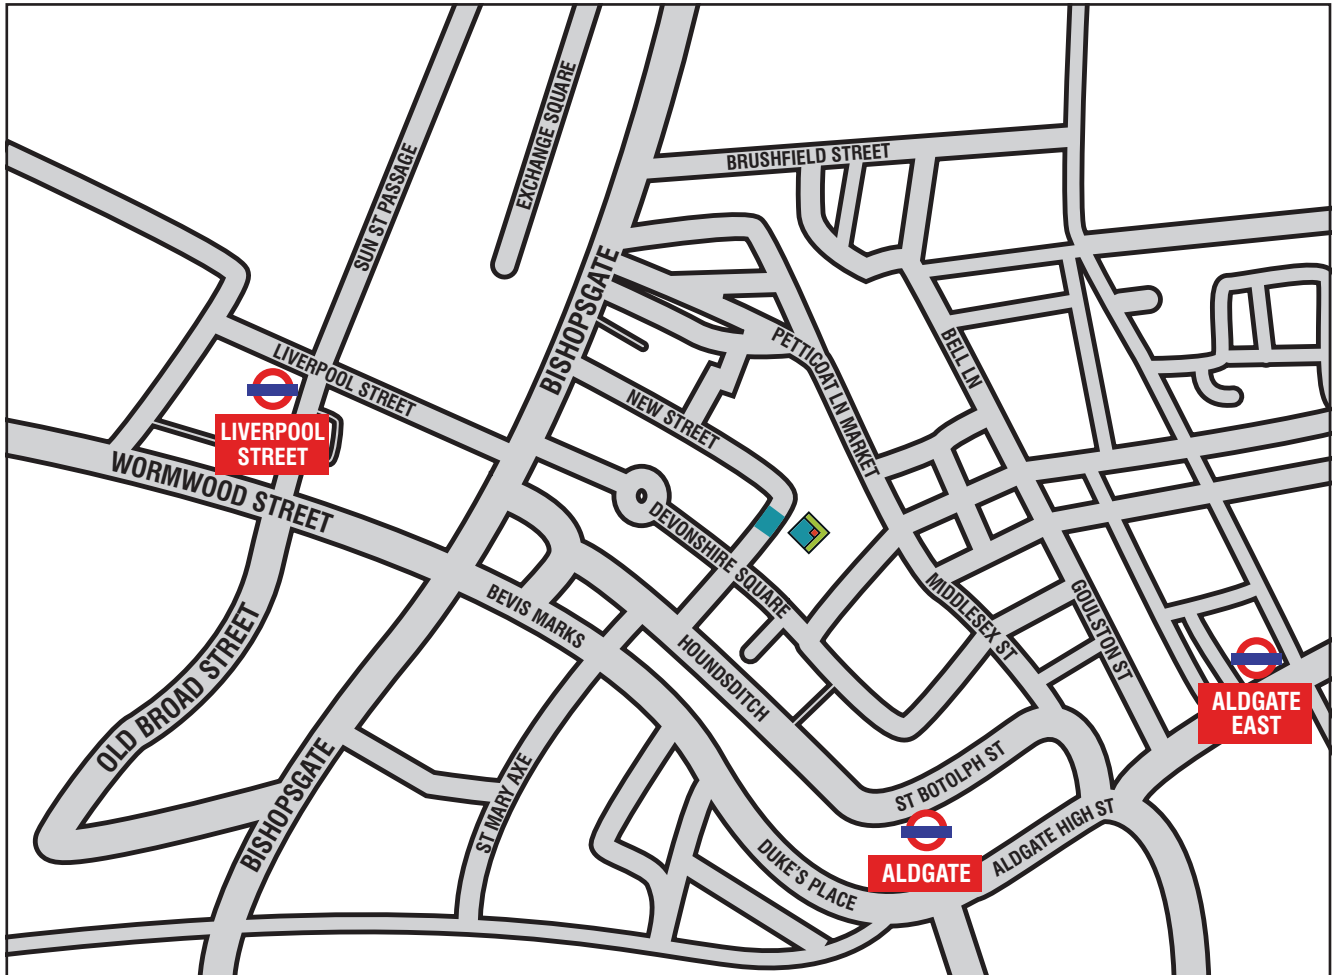 EXCHANGE SQUARE
SUN ST PASSAGE
BRUSHFIELD STREET
BISHOPSGATE
LIVERPOOL STREET
LIVERPOOL
STREET
PETTICOAT LN MARKET
BELL LN
NEW STREET
WORMWOOD STREET
DEVONSHIRE SQUARE
BEVIS MARKS
MIDDLESEX ST
GOULSTON ST
OLD BROAD STREET
HOUNDSDITCH
ALDGATE
EAST
BISHOPSGATE
ST MARY AXE
ST BOTOLPH ST
ALDGATE HIGH ST
DUKE'S PLACE
ALDGATE